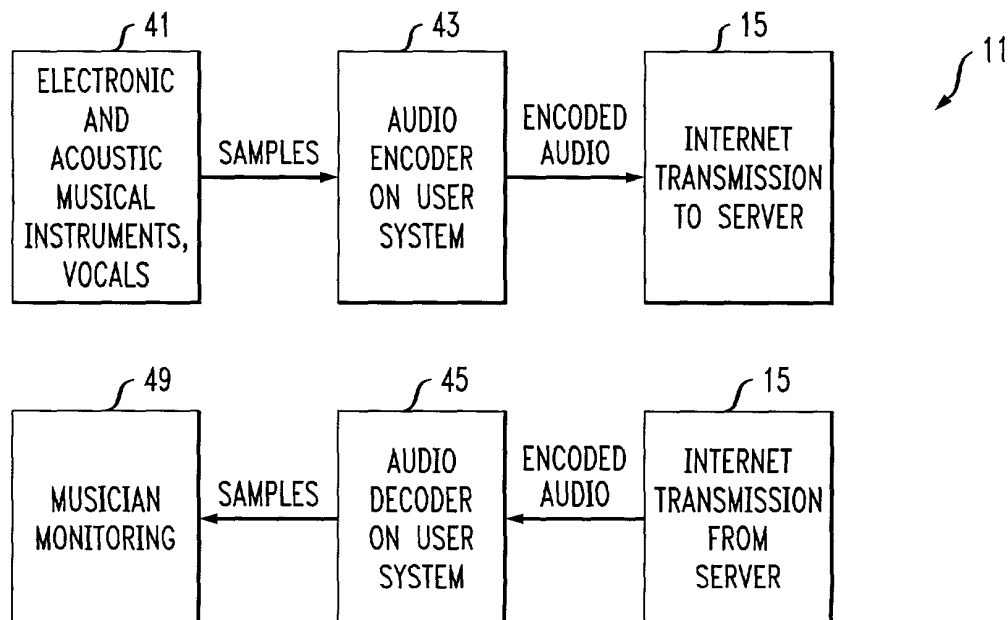 41
43
15
11
ELECTRONIC
AND
ACOUSTIC
MUSICAL
INSTRUMENTS,
VOCALS
SAMPLES
AUDIO
ENCODER
ON USER
SYSTEM
ENCODED
AUDIO
INTERNET
TRANSMISSION
TO SERVER
49
45
15
MUSICIAN
MONITORING
SAMPLES
AUDIO
DECODER
ON USER
SYSTEM
ENCODED
AUDIO
INTERNET
TRANSMISSION
FROM
SERVER